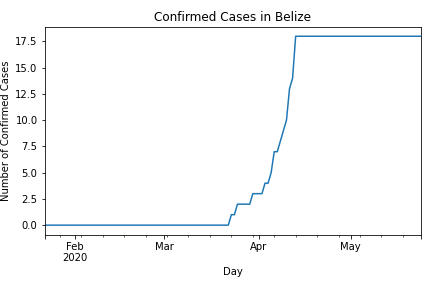 Confirmed Cases in Belize
Number of Confirmed Cases
17.5
15.0
12.5
10.0
7.5
5.0
2.5
0.0
Feb
2020
Mar
Apr
May
Day